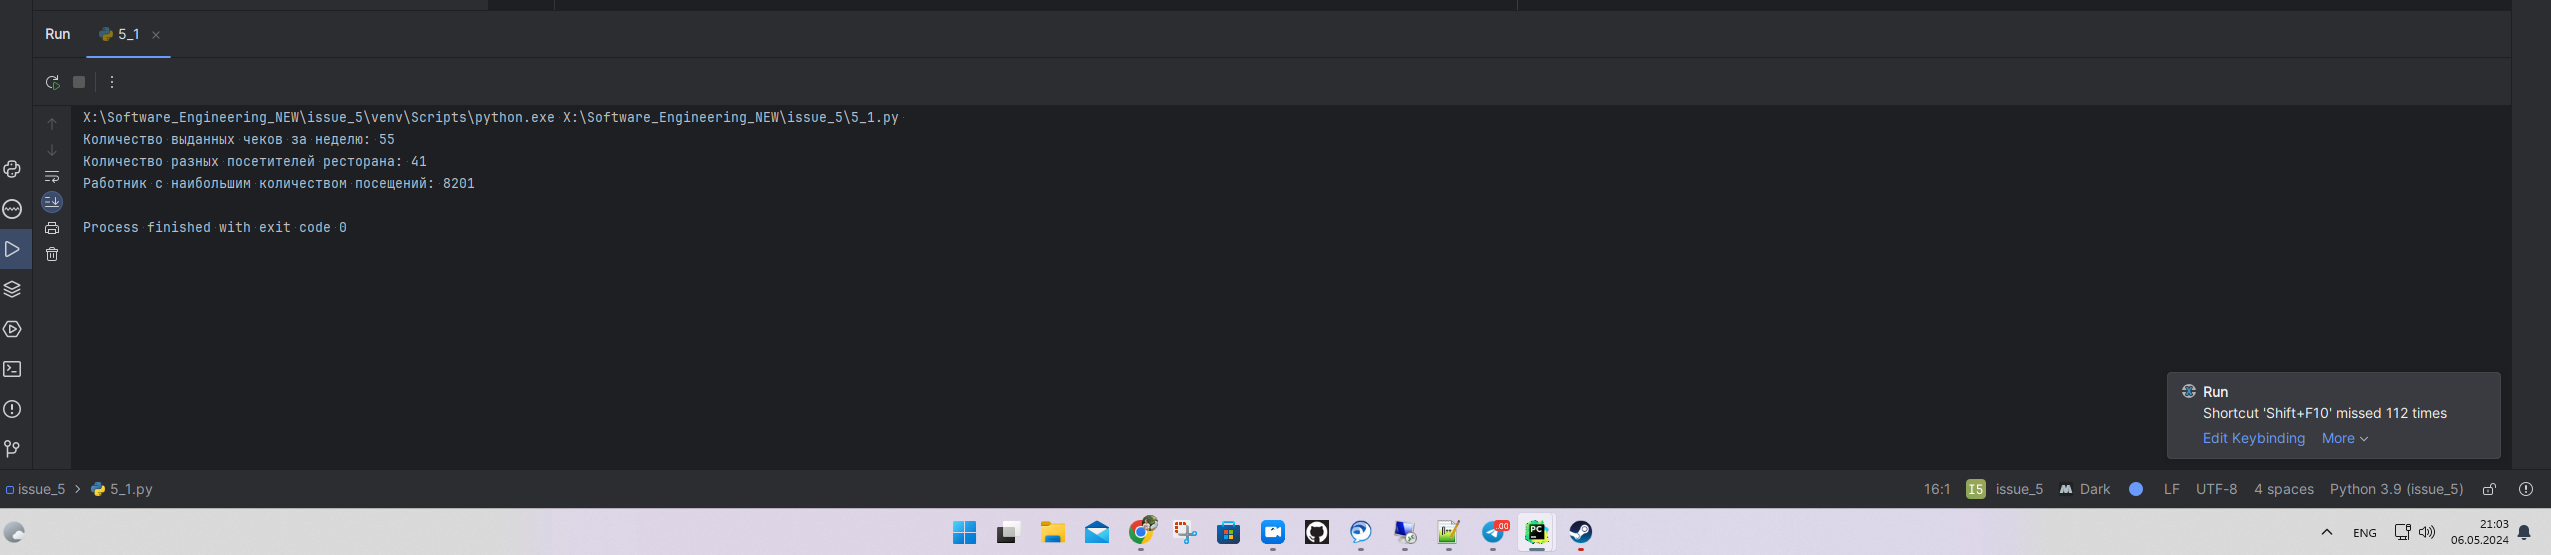 Run 5_1
X:\Software_Engineering_NEW\issue_5\venv\Scripts\python.exe X:\Software_Engineering_NEW\issue_5\5_1.py
Количество выданных чеков за неделю: 55
Количество разных посетителей ресторана: 41
Работник с наибольшим количеством посещений: 8201
Process finished with exit code 0
Run
Shortcut 'Shift+F10' missed 112 times
Edit Keybinding More
issue_5 > 5_1.py 16:1 I5 issue_5 Dark LF UTF-8 4 spaces Python 3.9 (issue_5)
.00 PC ENG 21:03
06.05.2024